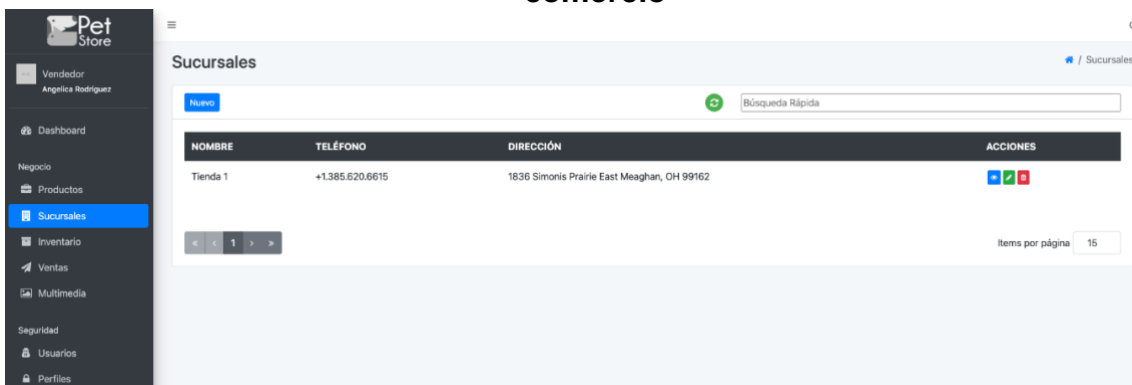 Pet
Store
Vendedor
Angelica Rodriguez
Dashboard
Negocio
Productos
Sucursales
Inventario
Ventas
Multimedia
Seguridad
Usuarios
Perfiles
Sucursales
/ Sucursales
Nuevo
Búsqueda Rápida
NOMBRE TELÉFONO DIRECCIÓN ACCIONES
Tienda 1 +1.385.620.6615 1836 Simonis Prairie East Meaghan, OH 99162
« ‹ 1 › »
Items por página 15